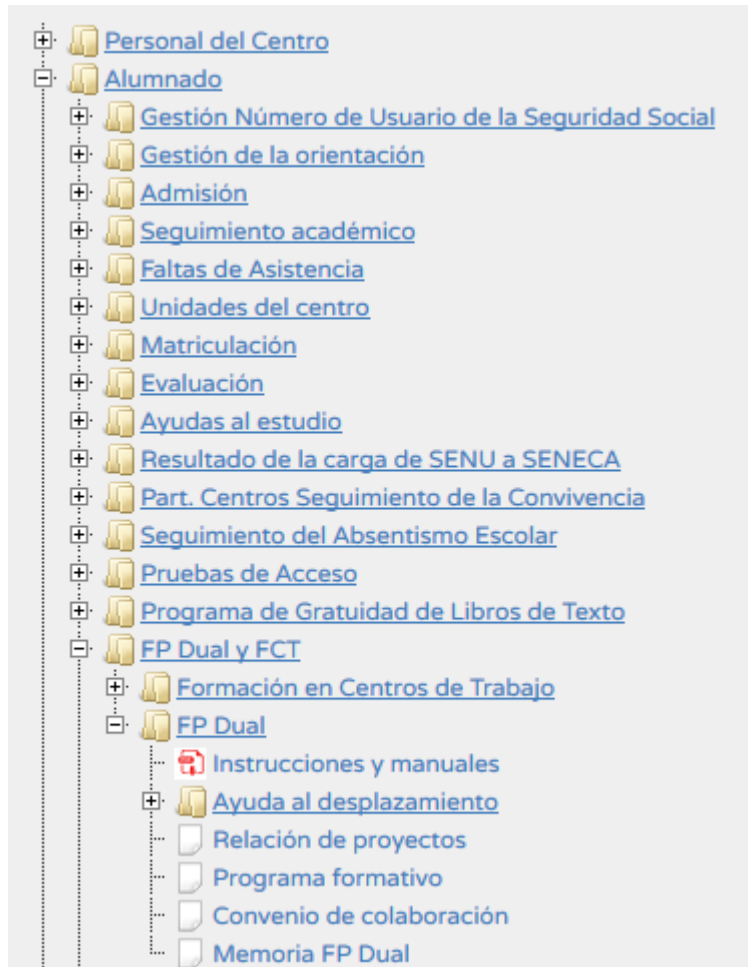 Personal del Centro
Alumnado
Gestión Número de Usuario de la Seguridad Social
Gestión de la orientación
Admisión
Seguimiento académico
Faltas de Asistencia
Unidades del centro
Matriculación
Evaluación
Ayudas al estudio
Resultado de la carga de SENU a SENECA
Part. Centros Seguimiento de la Convivencia
Seguimiento del Absentismo Escolar
Pruebas de Acceso
Programa de Gratuidad de Libros de Texto
FP Dual y FCT
Formación en Centros de Trabajo
FP Dual
Instrucciones y manuales
Ayuda al desplazamiento
Relación de proyectos
Programa formativo
Convenio de colaboración
Memoria FP Dual